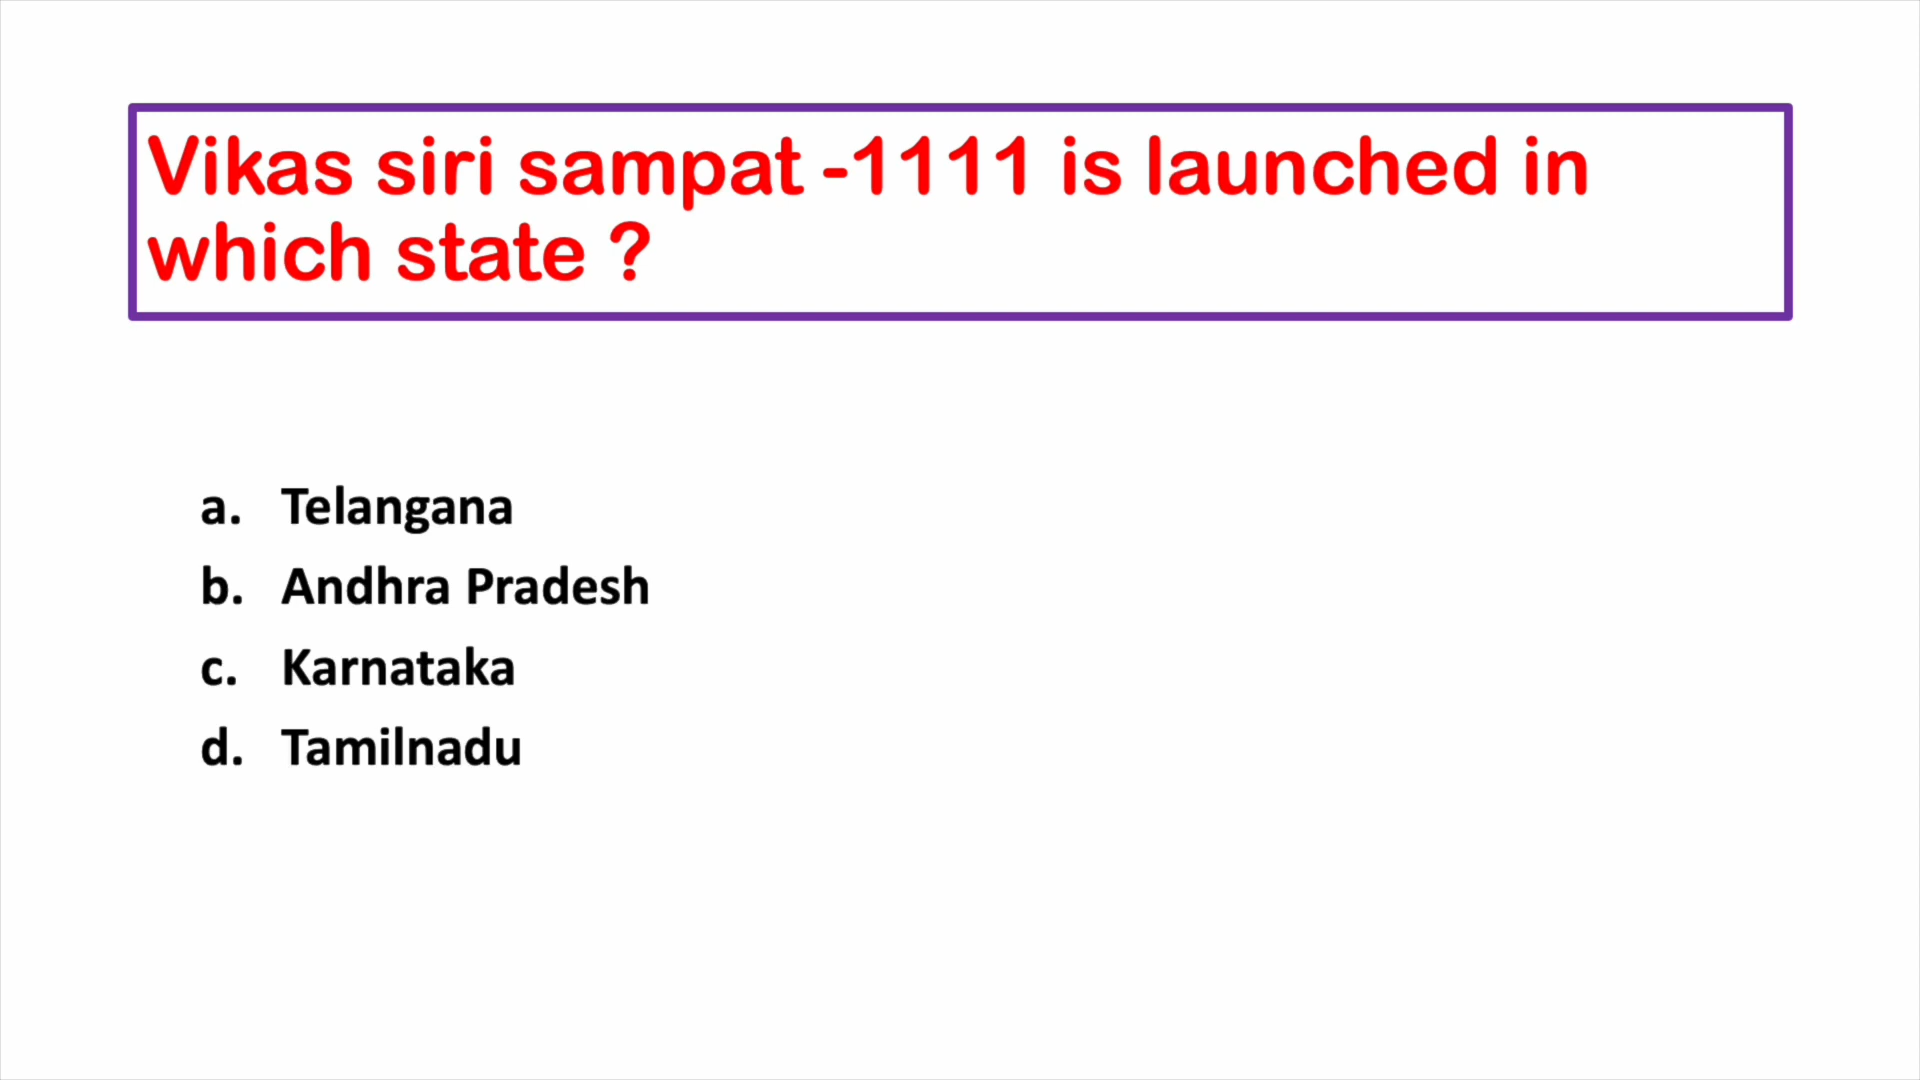 Vikas siri sampat -1111 is launched in
which state ?
a. Telangana
b. Andhra Pradesh
c. Karnataka
d. Tamilnadu